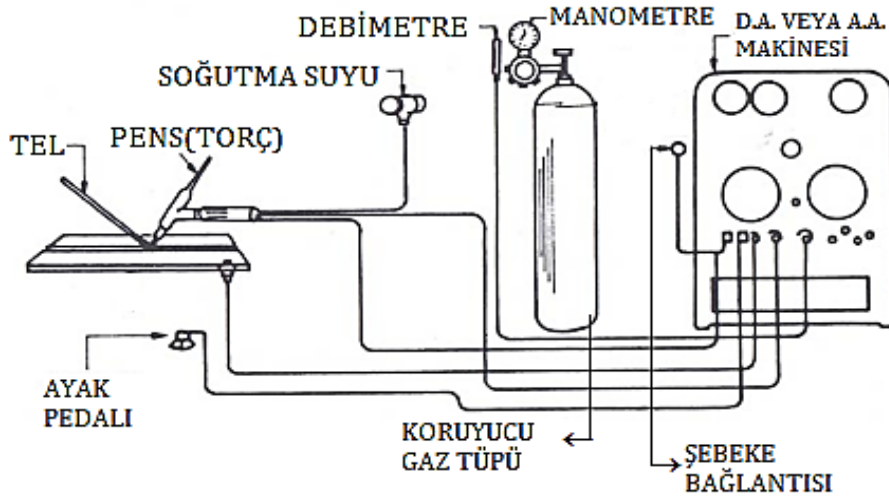 DEBİMETRE
MANOMETRE
D.A. VEYA A.A.
MAKİNESİ
SOĞUTMA SUYU
PENS(TORÇ)
TEL
AYAK
PEDALI
KORUYUCU
GAZ TÜPÜ
ŞEBEKE
BAĞLANTISI